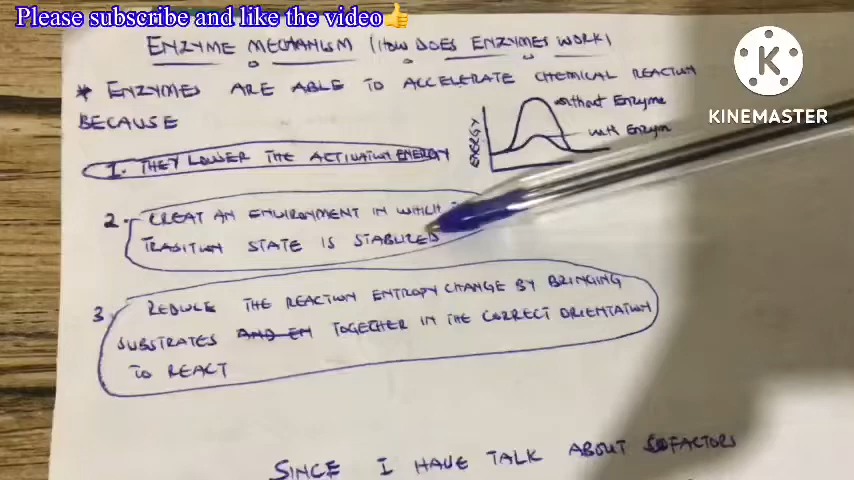 Please subscribe and like the video👍
ENZYME MECHANISM (HOW DOES ENZYMES WORK)
* ENZYMES ARE ABLE TO ACCELERATE CHEMICAL REACTION
BECAUSE
without Enzyme
with Enzym
ENERGY
1. THEY LOWER THE ACTIVATION ENERGY
2. CREAT AN ENVIRONMENT IN WHICH
TRASITION STATE IS STABLIZED
3. REDUCE THE REACTION ENTROPY CHANGE BY BRINGING
SUBSTRATES AND EN TOGETHER IN THE CORRECT ORIENTATION
TO REACT
SINCE I HAVE TALK ABOUT COFACTORS
K
KINEMASTER